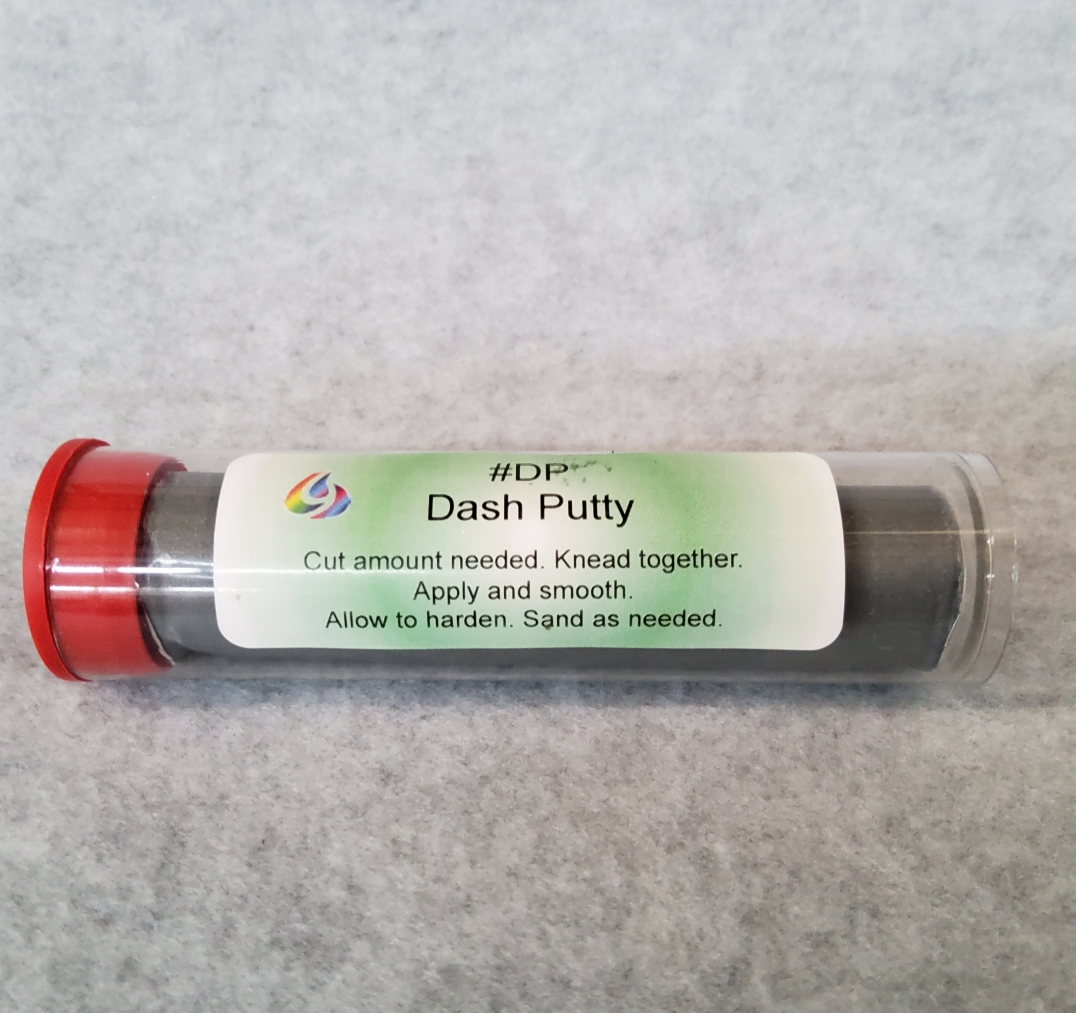 #DP
Dash Putty
Cut amount needed. Knead together.
Apply and smooth.
Allow to harden. Sand as needed.